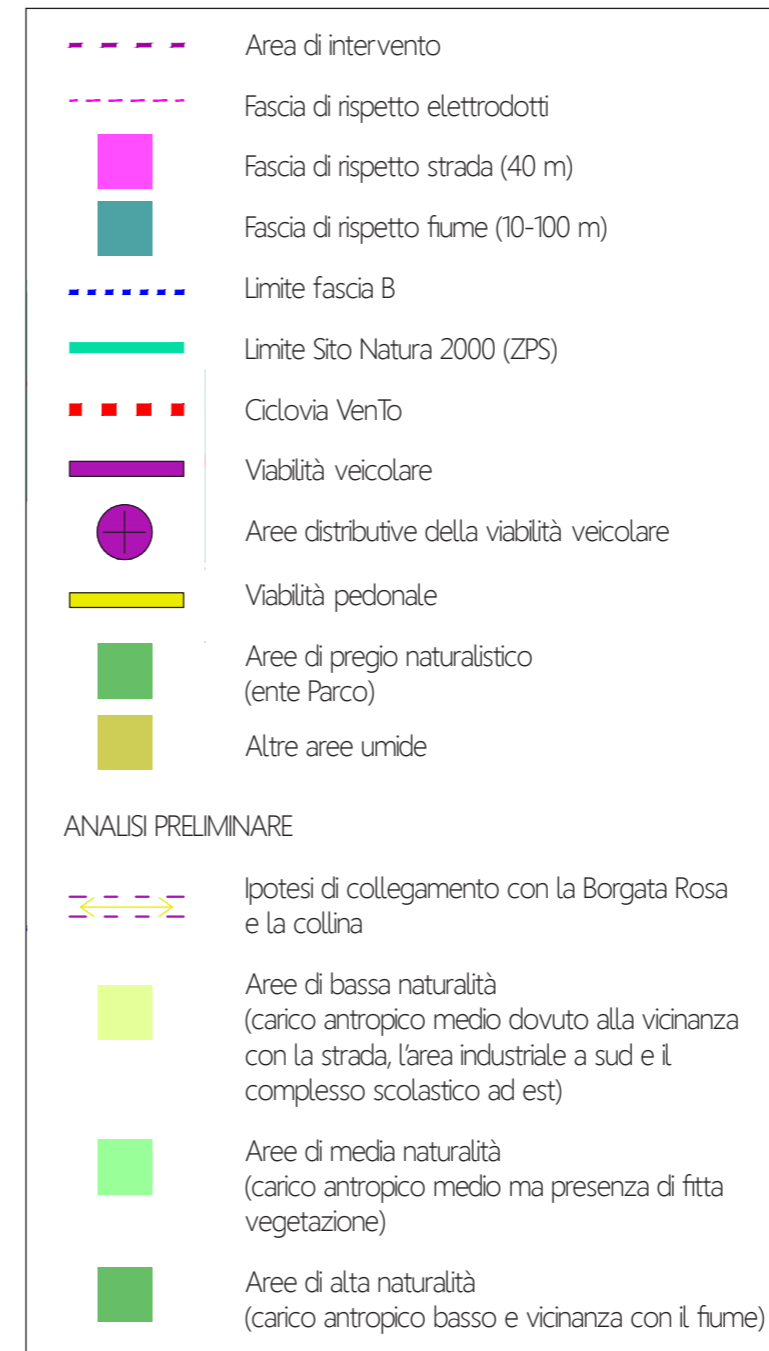 Area di intervento
Fascia di rispetto elettrodotti
Fascia di rispetto strada (40 m)
Fascia di rispetto fiume (10-100 m)
Limite fascia B
Limite Sito Natura 2000 (ZPS)
Ciclovia VenTo
Viabilità veicolare
Aree distributive della viabilità veicolare
Viabilità pedonale
Aree di pregio naturalistico
(ente Parco)
Altre aree umide
ANALISI PRELIMINARE
Ipotesi di collegamento con la Borgata Rosa
e la collina
Aree di bassa naturalità
(carico antropico medio dovuto alla vicinanza
con la strada, l'area industriale a sud e il
complesso scolastico ad est)
Aree di media naturalità
(carico antropico medio ma presenza di fitta
vegetazione)
Aree di alta naturalità
(carico antropico basso e vicinanza con il fiume)